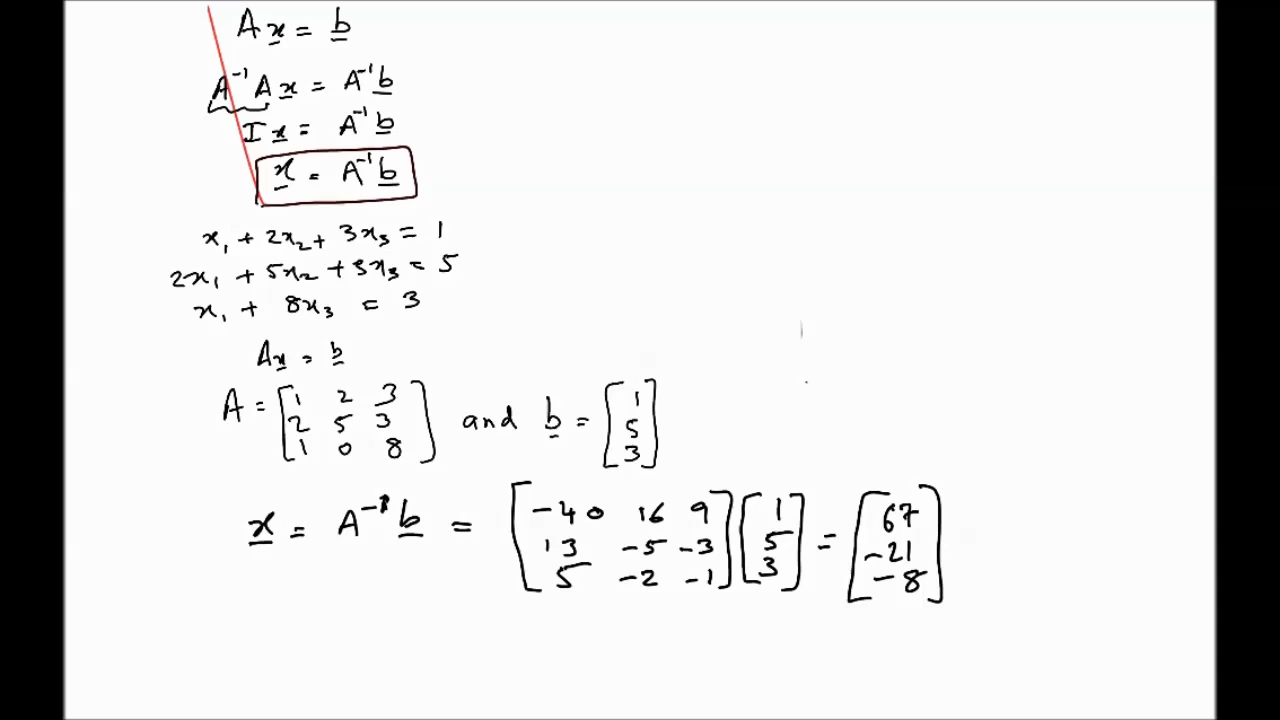 Ax = b
A⁻¹Ax = A⁻¹b
Ix = A⁻¹b
x = A⁻¹b
x₁ + 2x₂ + 3x₃ = 1
2x₁ + 5x₂ + 3x₃ = 5
x₁ + 8x₃ = 3
Ax = b
A = [1 2 3; 2 5 3; 1 0 8] and b = [1; 5; 3]
x = A⁻¹b = [-40 16 9; 13 -5 -3; 5 -2 -1] [1; 5; 3] = [67; -21; -8]